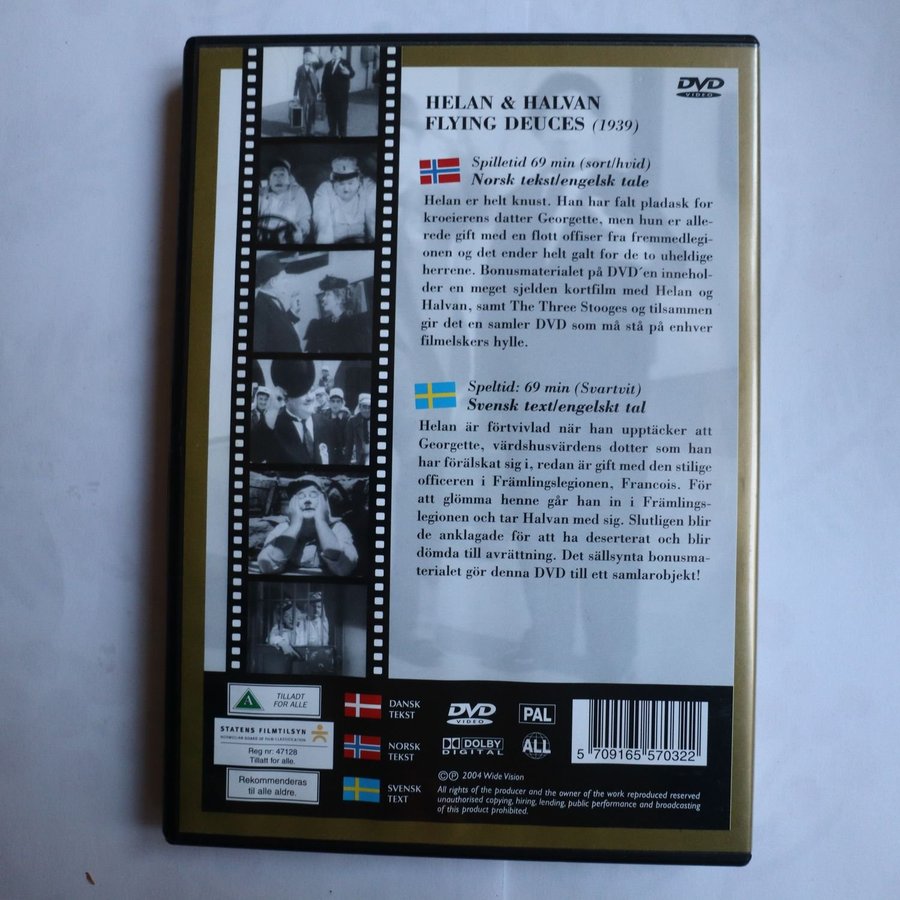 DVD
VIDEO
HELAN & HALVAN
FLYING DEUCES (1939)
Spilletid 69 min (sort/hvid)
Norsk tekst/engelsk tale
Helan er helt knust. Han har falt pladask for
kroeierens datter Georgette, men hun er alle-
rede gift med en flott offiser fra fremmedlegi-
onen og det ender helt galt for de to uheldige
herrene. Bonusmaterialet på DVD´en innehol-
der en meget sjelden kortfilm med Helan og
Halvan, samt The Three Stooges og tilsammen
gir det en samler DVD som må stå på enhver
filmelskers hylle.
Speltid: 69 min (Svartvit)
Svensk text/engelskt tal
Helan är förtvivlad när han upptäcker att
Georgette, värdshusvärdens dotter som han
har förälskat sig i, redan är gift med den stilige
officeren i Främlingslegionen, Francois. För
att glömma henne går han in i Främlings-
legionen och tar Halvan med sig. Slutligen blir
de anklagade för att ha deserterat och blir
dömda till avrättning. Det sällsynta bonusma-
terialet gör denna DVD till ett samlarobjekt!
A
TILLADT
FOR ALLE
STATENS FILMTILSYN
NORWEGIAN BOARD OF FILM CLASSIFICATION
Reg nr: 47128
Tillatt for alle.
Rekommenderas
til alle aldre.
DANSK
TEKST
NORSK
TEKST
SVENSK
TEXT
DVD
VIDEO
PAL
DOLBY
DIGITAL
ALL
5 709165 570322
©℗ 2004 Wide Vision
All rights of the producer and the owner of the work reproduced reserved
unauthorised copying, hiring, lending, public performance and broadcasting
of this product prohibited.